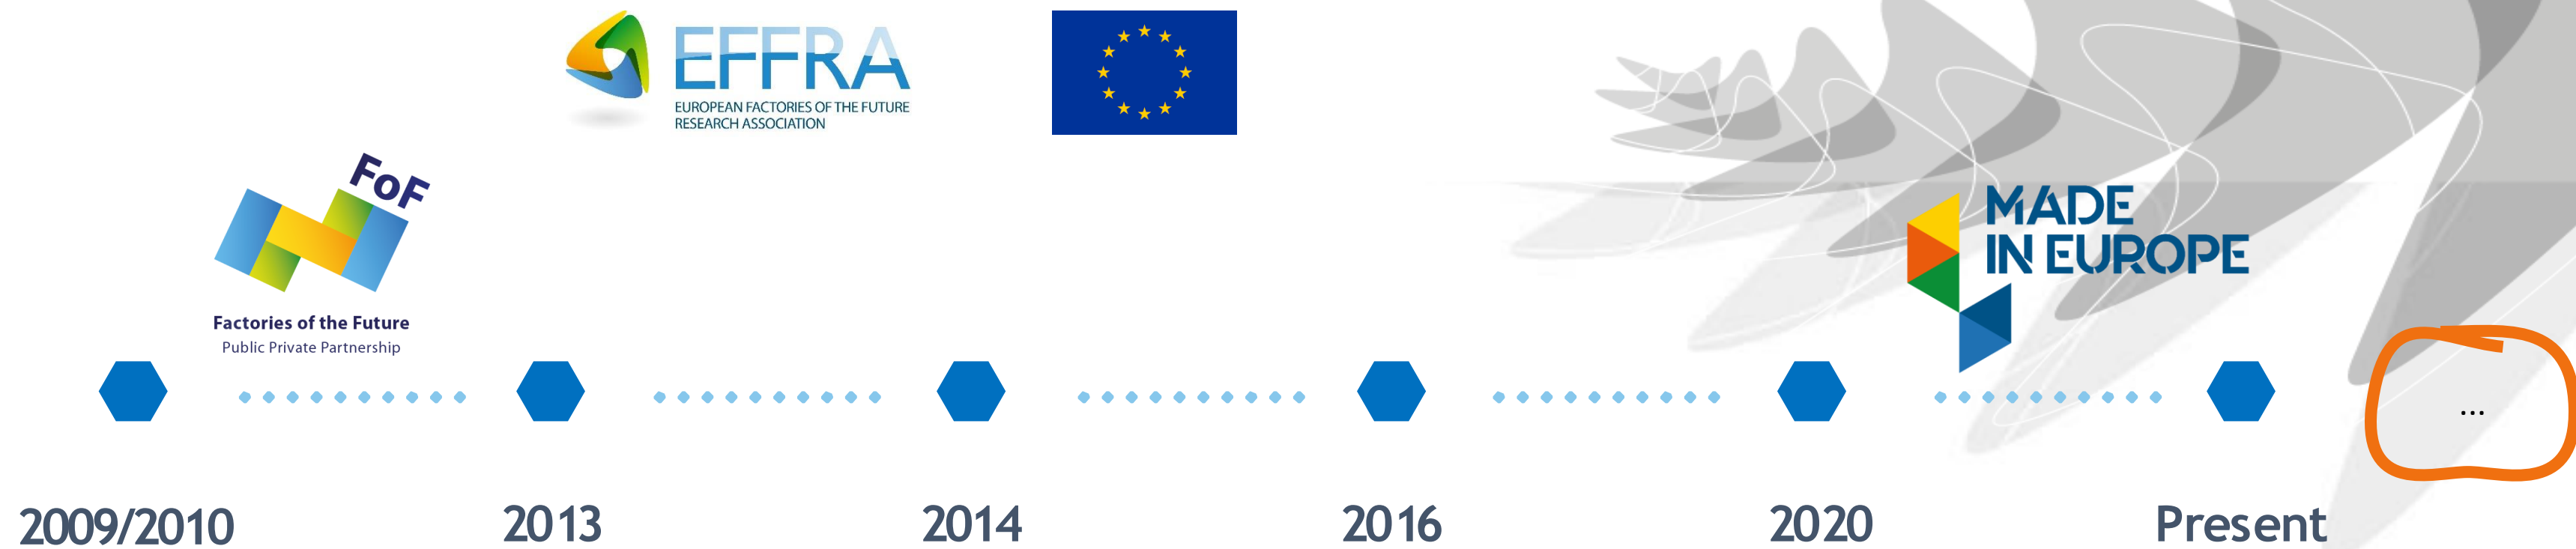 EFFRA
EUROPEAN FACTORIES OF THE FUTURE
RESEARCH ASSOCIATION
FoF
Factories of the Future
Public Private Partnership
MADE
IN EUROPE
...
2009/2010
2013
2014
2016
2020
Present